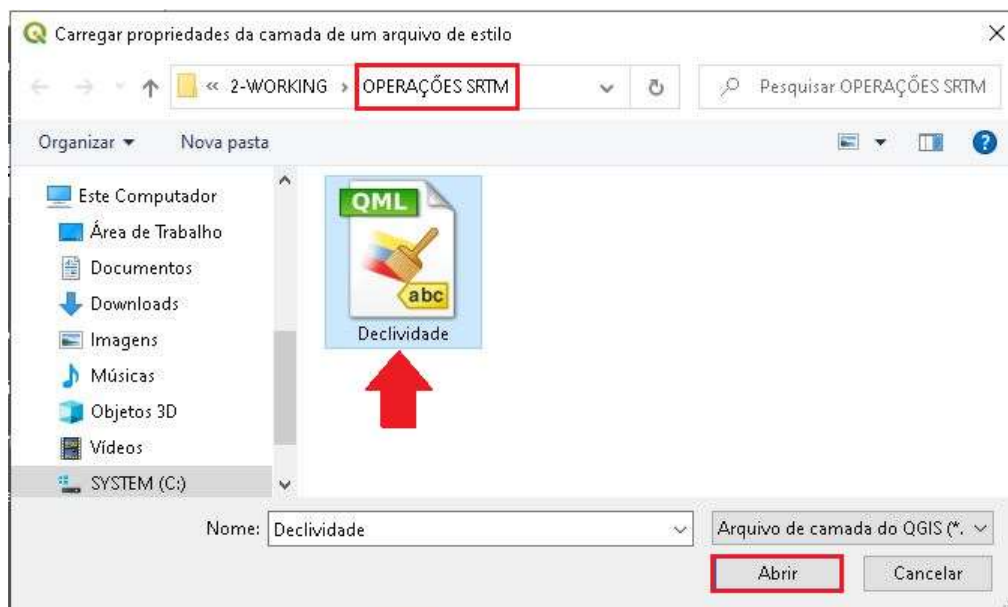 Carregar propriedades da camada de um arquivo de estilo
« 2-WORKING › OPERAÇÕES SRTM
Pesquisar OPERAÇÕES SRTM
Organizar Nova pasta
Este Computador
Área de Trabalho
Documentos
Downloads
Imagens
Músicas
Objetos 3D
Vídeos
SYSTEM (C:)
QML
abc
Declividade
Nome: Declividade
Arquivo de camada do QGIS (*.
Abrir Cancelar